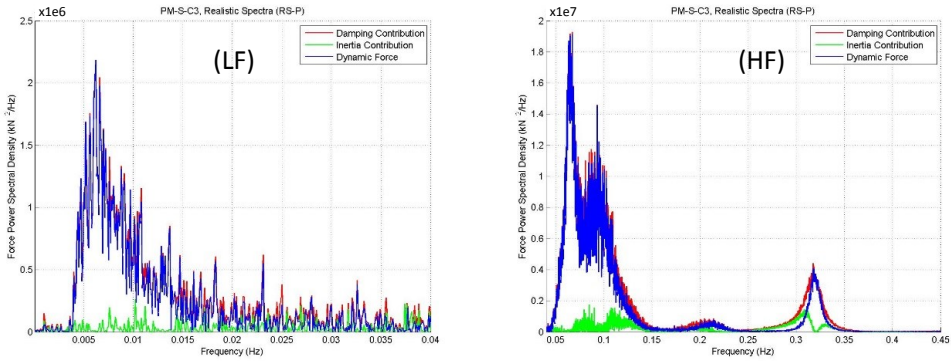 x1e6
PM-S-C3, Realistic Spectra (RS-P)
2.5
2
1.5
1
0.5
0
Force Power Spectral Density (kN^2/Hz)
(LF)
Damping Contribution
Inertia Contribution
Dynamic Force
0.005
0.01
0.015
0.02
0.025
0.03
0.035
0.04
Frequency (Hz)
x1e7
PM-S-C3, Realistic Spectra (RS-P)
2
1.8
1.6
1.4
1.2
1
0.8
0.6
0.4
0.2
0
Force Power Spectral Density (kN^2/Hz)
(HF)
Damping Contribution
Inertia Contribution
Dynamic Force
0.04
0.05
0.1
0.15
0.2
0.25
0.3
0.35
0.4
Frequency (Hz)